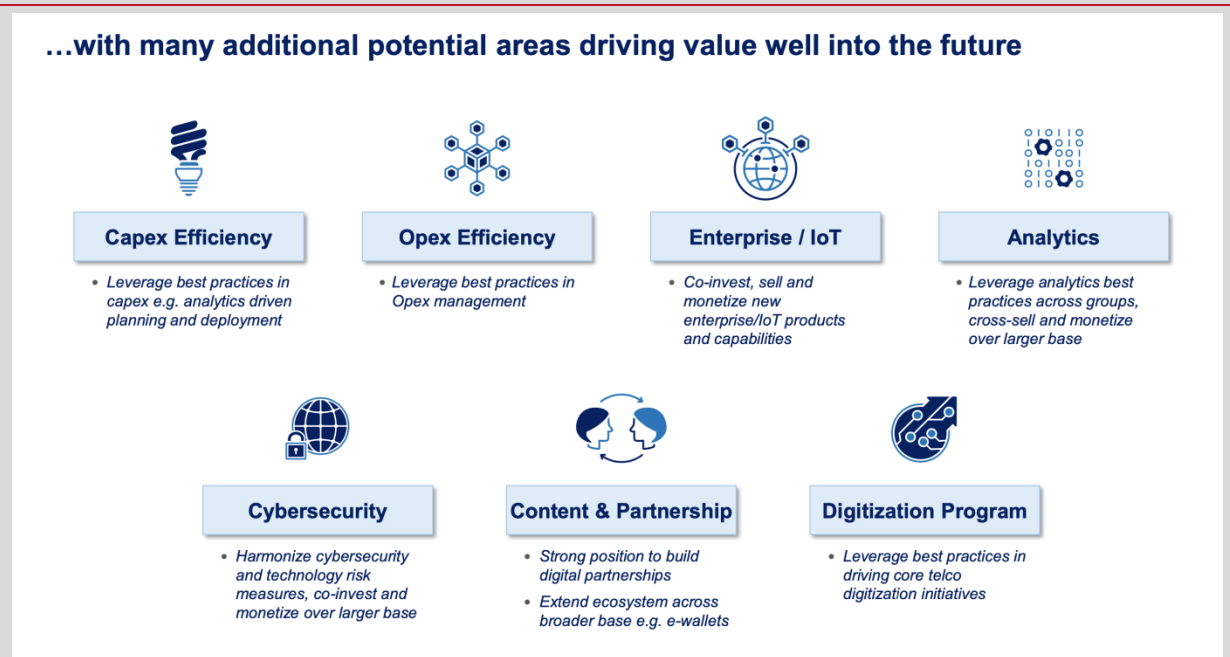 ...with many additional potential areas driving value well into the future
Capex Efficiency
• Leverage best practices in
capex e.g. analytics driven
planning and deployment
Opex Efficiency
• Leverage best practices in
Opex management
Enterprise / IoT
• Co-invest, sell and
monetize new
enterprise/IoT products
and capabilities
Analytics
• Leverage analytics best
practices across groups,
cross-sell and monetize
over larger base
Cybersecurity
• Harmonize cybersecurity
and technology risk
measures, co-invest and
monetize over larger base
Content & Partnership
• Strong position to build
digital partnerships
• Extend ecosystem across
broader base e.g. e-wallets
Digitization Program
• Leverage best practices in
driving core telco
digitization initiatives